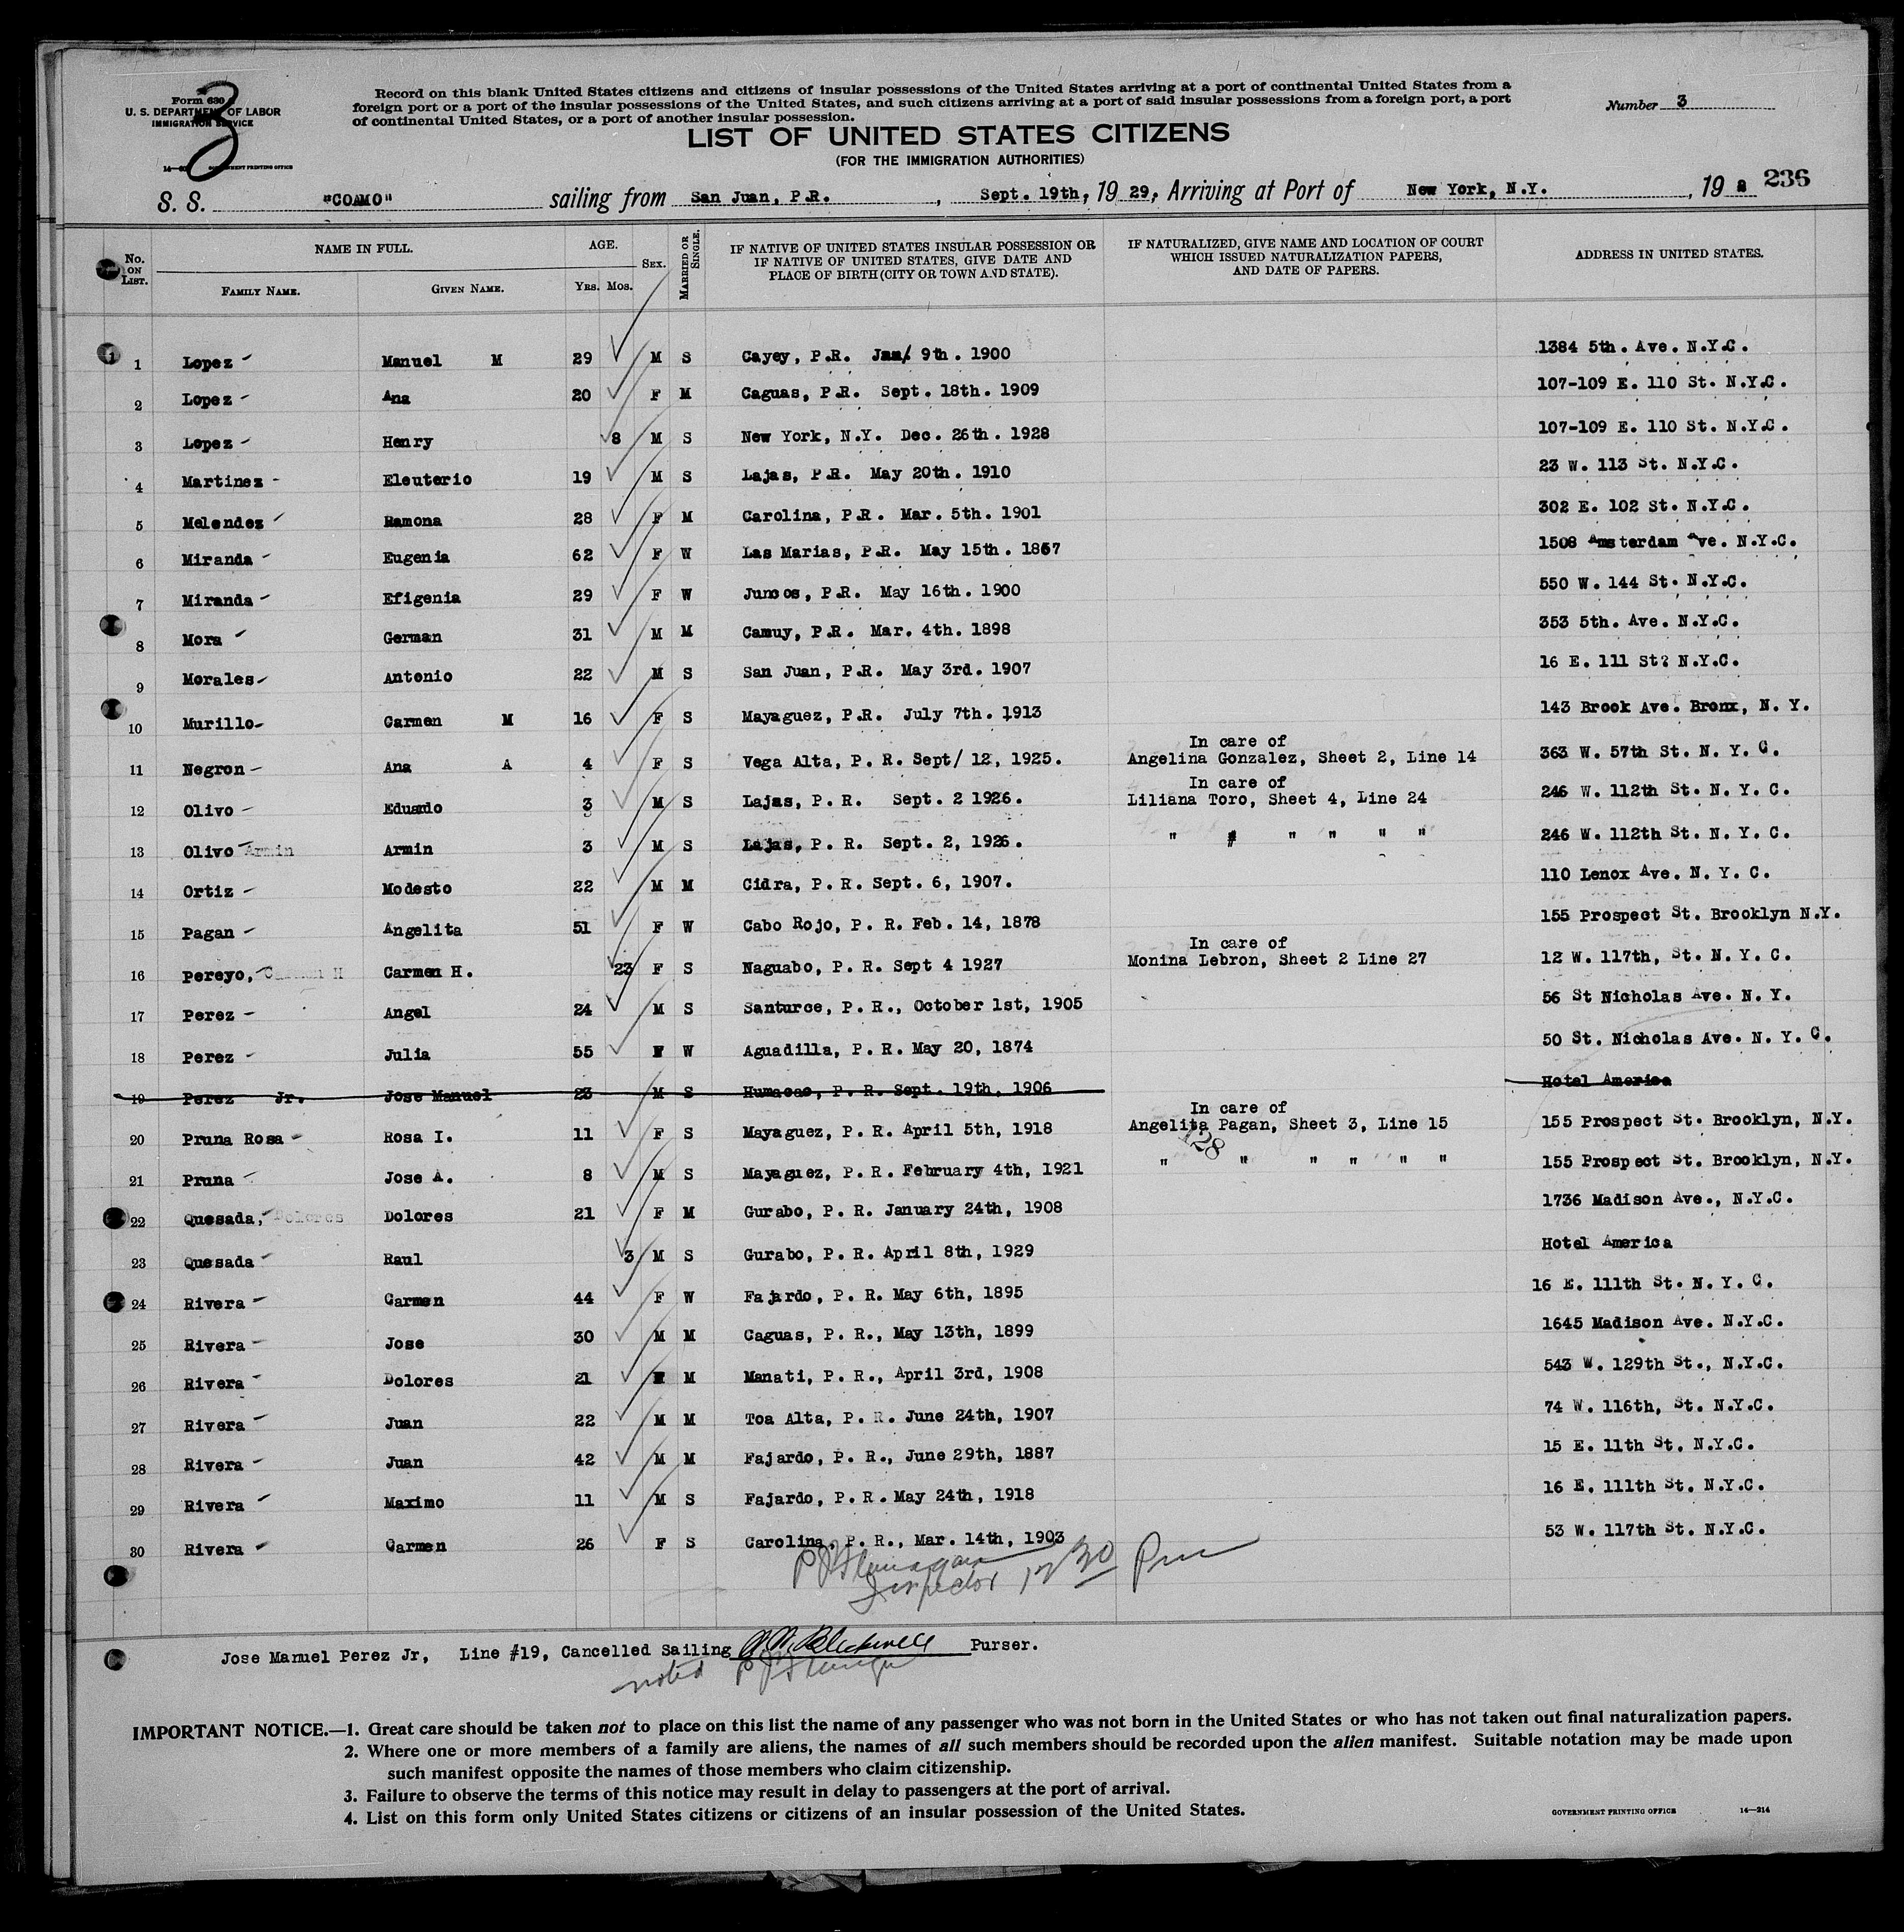 3
Form 630
U. S. DEPARTMENT OF LABOR
IMMIGRATION SERVICE
GOVERNMENT PRINTING OFFICE
Record on this blank United States citizens and citizens of insular possessions of the United States arriving at a port of continental United States from a
foreign port or a port of the insular possessions of the United States, and such citizens arriving at a port of said insular possessions from a foreign port, a port
of continental United States, or a port of another insular possession.
Number 3
LIST OF UNITED STATES CITIZENS
(FOR THE IMMIGRATION AUTHORITIES)
S. S. "COAMO" sailing from San Juan, P.R. , Sept. 19th, 19 29, Arriving at Port of New York, N.Y. , 19 236
No. ON LIST. NAME IN FULL. AGE. SEX. MARRIED OR SINGLE. IF NATIVE OF UNITED STATES INSULAR POSSESSION OR IF NATIVE OF UNITED STATES, GIVE DATE AND PLACE OF BIRTH (CITY OR TOWN AND STATE). IF NATURALIZED, GIVE NAME AND LOCATION OF COURT WHICH ISSUED NATURALIZATION PAPERS, AND DATE OF PAPERS. ADDRESS IN UNITED STATES.
FAMILY NAME. GIVEN NAME. YRS. MOS.
1 Lopez Manuel M 29 M S Cayey, P.R. Jan/ 9th. 1900 1384 5th. Ave. N.Y.C.
2 Lopez Ana 20 F M Caguas, P.R. Sept. 18th. 1909 107-109 E. 110 St. N.Y.C.
3 Lopez Henry 8 M S New York, N.Y. Dec. 26th. 1928 107-109 E. 110 St. N.Y.C.
4 Martinez Eleuterio 19 M S Lajas, P.R. May 20th. 1910 23 W. 113 St. N.Y.C.
5 Melendez Ramona 28 F M Carolina, P.R. Mar. 5th. 1901 302 E. 102 St. N.Y.C.
6 Miranda Eugenia 62 F W Las Marias, P.R. May 15th. 1867 1508 Amsterdam Ave. N.Y.C.
7 Miranda Efigenia 29 F W Juncos, P.R. May 16th. 1900 550 W. 144 St. N.Y.C.
8 Mora German 31 M M Camuy, P.R. Mar. 4th. 1898 353 5th. Ave. N.Y.C.
9 Morales Antonio 22 M S San Juan, P.R. May 3rd. 1907 16 E. 111 St? N.Y.C.
10 Murillo Carmen M 16 F S Mayaguez, P.R. July 7th. 1913 143 Brook Ave. Bronx, N. Y.
In care of
11 Negron Ana A 4 F S Vega Alta, P. R. Sept/ 12, 1925. Angelina Gonzalez, Sheet 2, Line 14 363 W. 57th St. N. Y. C.
In care of
12 Olivo Eduardo 3 M S Lajas, P. R. Sept. 2 1926. Liliana Toro, Sheet 4, Line 24 246 W. 112th St. N. Y. C.
13 Olivo Armin Armin 3 M S Lajas, P. R. Sept. 2, 1926. " # " " " " 246 W. 112th St. N. Y. C.
14 Ortiz Modesto 22 M M Cidra, P. R. Sept. 6, 1907. 110 Lenox Ave. N. Y. C.
15 Pagan Angelita 51 F W Cabo Rojo, P. R. Feb. 14, 1878 155 Prospect St. Brooklyn N.Y.
In care of
16 Pereyo, Carmen H Carmen H. 23 F S Naguabo, P. R. Sept 4 1927 Monina Lebron, Sheet 2 Line 27 12 W. 117th, St. N. Y. C.
17 Perez Angel 24 M S Santurce, P. R., October 1st, 1905 56 St Nicholas Ave. N. Y.
18 Perez Julia 55 F W Aguadilla, P. R. May 20, 1874 50 St. Nicholas Ave. N. Y. C.
19 Perez Jr. Jose Manuel 23 M S Humacao, P. R. Sept. 19th, 1906 Hotel America
In care of
20 Pruna Rosa Rosa I. 11 F S Mayaguez, P. R. April 5th, 1918 Angelita Pagan, Sheet 3, Line 15 155 Prospect St. Brooklyn, N.Y.
128
21 Pruna Jose A. 8 M S Mayaguez, P. R. February 4th, 1921 " " " " " " 155 Prospect St. Brooklyn, N.Y.
22 Quesada, Dolores Dolores 21 F M Gurabo, P. R. January 24th, 1908 1736 Madison Ave., N.Y.C.
23 Quesada Raul 3 M S Gurabo, P. R. April 8th, 1929 Hotel America
24 Rivera Carmen 44 F W Fajardo, P. R. May 6th, 1895 16 E. 111th St. N. Y. C.
25 Rivera Jose 30 M M Caguas, P. R., May 13th, 1899 1645 Madison Ave. N.Y.C.
26 Rivera Dolores 21 F M Manati, P. R., April 3rd, 1908 543 W. 129th St., N.Y.C.
27 Rivera Juan 22 M M Toa Alta, P. R. June 24th, 1907 74 W. 116th, St. N.Y.C.
28 Rivera Juan 42 M M Fajardo, P. R., June 29th, 1887 15 E. 11th St. N.Y.C.
29 Rivera Maximo 11 M S Fajardo, P. R. May 24th, 1918 16 E. 111th St. N.Y.C.
30 Rivera Carmen 26 F S Carolina, P. R., Mar. 14th, 1903 53 W. 117th St. N.Y.C.
P J Flanagan
Inspector 12 30 Pm
Jose Manuel Perez Jr, Line #19, Cancelled Sailing Purser.
noted P J Flanagan
IMPORTANT NOTICE.—1. Great care should be taken not to place on this list the name of any passenger who was not born in the United States or who has not taken out final naturalization papers.
2. Where one or more members of a family are aliens, the names of all such members should be recorded upon the alien manifest. Suitable notation may be made upon
such manifest opposite the names of those members who claim citizenship.
3. Failure to observe the terms of this notice may result in delay to passengers at the port of arrival.
4. List on this form only United States citizens or citizens of an insular possession of the United States.
GOVERNMENT PRINTING OFFICE 14—214